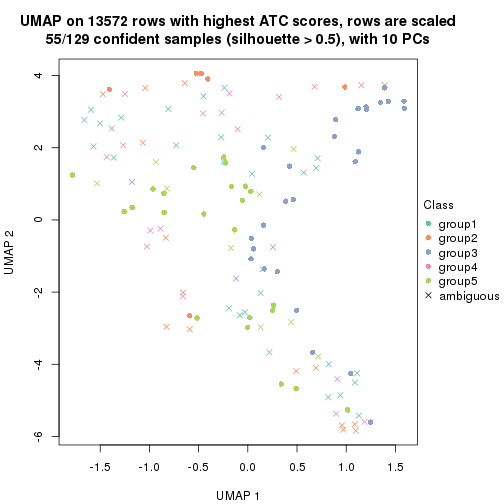 UMAP on 13572 rows with highest ATC scores, rows are scaled
55/129 confident samples (silhouette > 0.5), with 10 PCs
4
2
0
-2
-4
-6
UMAP 2
-1.5
-1.0
-0.5
0.0
0.5
1.0
1.5
UMAP 1
Class
group1
group2
group3
group4
group5
ambiguous